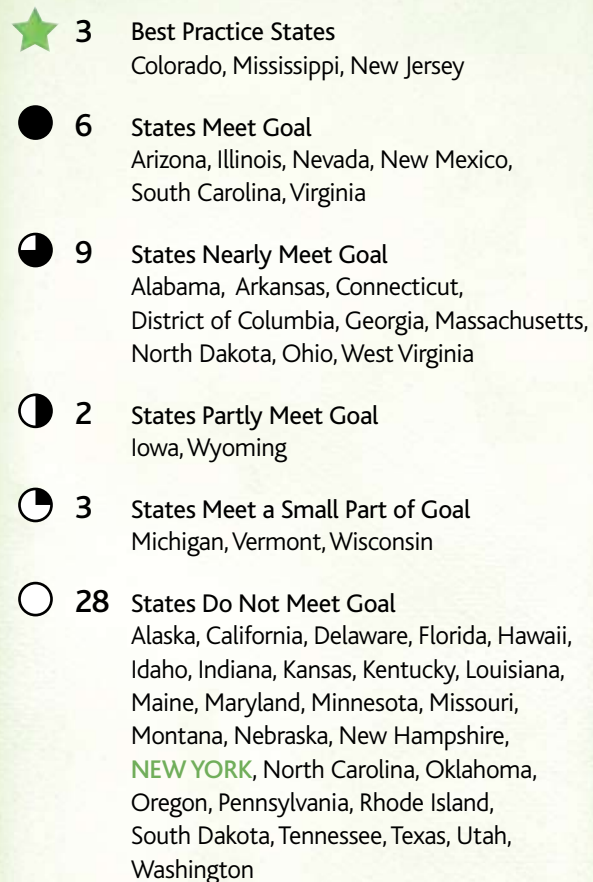 3 Best Practice States
Colorado, Mississippi, New Jersey
6 States Meet Goal
Arizona, Illinois, Nevada, New Mexico,
South Carolina, Virginia
9 States Nearly Meet Goal
Alabama, Arkansas, Connecticut,
District of Columbia, Georgia, Massachusetts,
North Dakota, Ohio, West Virginia
2 States Partly Meet Goal
Iowa, Wyoming
3 States Meet a Small Part of Goal
Michigan, Vermont, Wisconsin
28 States Do Not Meet Goal
Alaska, California, Delaware, Florida, Hawaii,
Idaho, Indiana, Kansas, Kentucky, Louisiana,
Maine, Maryland, Minnesota, Missouri,
Montana, Nebraska, New Hampshire,
NEW YORK, North Carolina, Oklahoma,
Oregon, Pennsylvania, Rhode Island,
South Dakota, Tennessee, Texas, Utah,
Washington